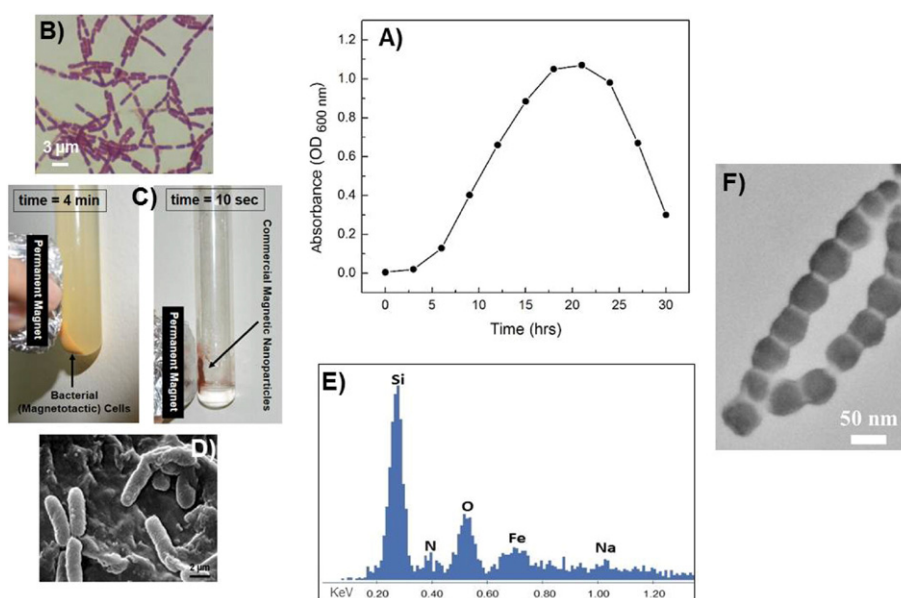 B)
3 µm
A)
Absorbance (OD 600 nm)
1.2
1.0
0.8
0.6
0.4
0.2
0.0
0
5
10
15
20
25
30
Time (hrs)
time = 4 min
C)
time = 10 sec
Permanent Magnet
Bacterial
(Magnetotactic) Cells
Permanent Magnet
Commercial Magnetic Nanoparticles
D)
2 µm
E)
Si
N
O
Fe
Na
KeV
0.20
0.40
0.60
0.80
1.00
1.20
F)
50 nm